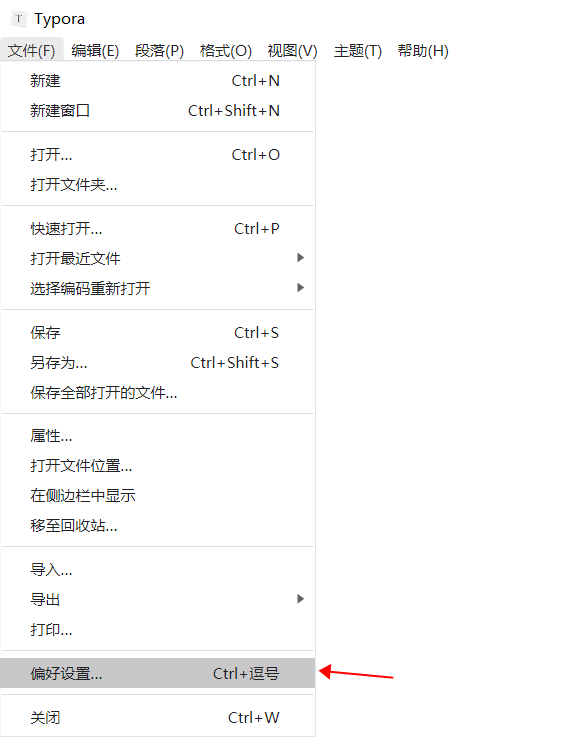 T Typora
文件(F) 编辑(E) 段落(P) 格式(O) 视图(V) 主题(T) 帮助(H)
新建 Ctrl+N
新建窗口 Ctrl+Shift+N
打开... Ctrl+O
打开文件夹...
快速打开... Ctrl+P
打开最近文件
选择编码重新打开
保存 Ctrl+S
另存为... Ctrl+Shift+S
保存全部打开的文件...
属性...
打开文件位置...
在侧边栏中显示
移至回收站...
导入...
导出
打印...
偏好设置... Ctrl+逗号
关闭 Ctrl+W